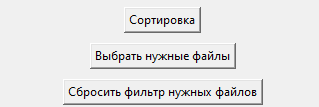 Сортировка
Выбрать нужные файлы
Сбросить фильтр нужных файлов